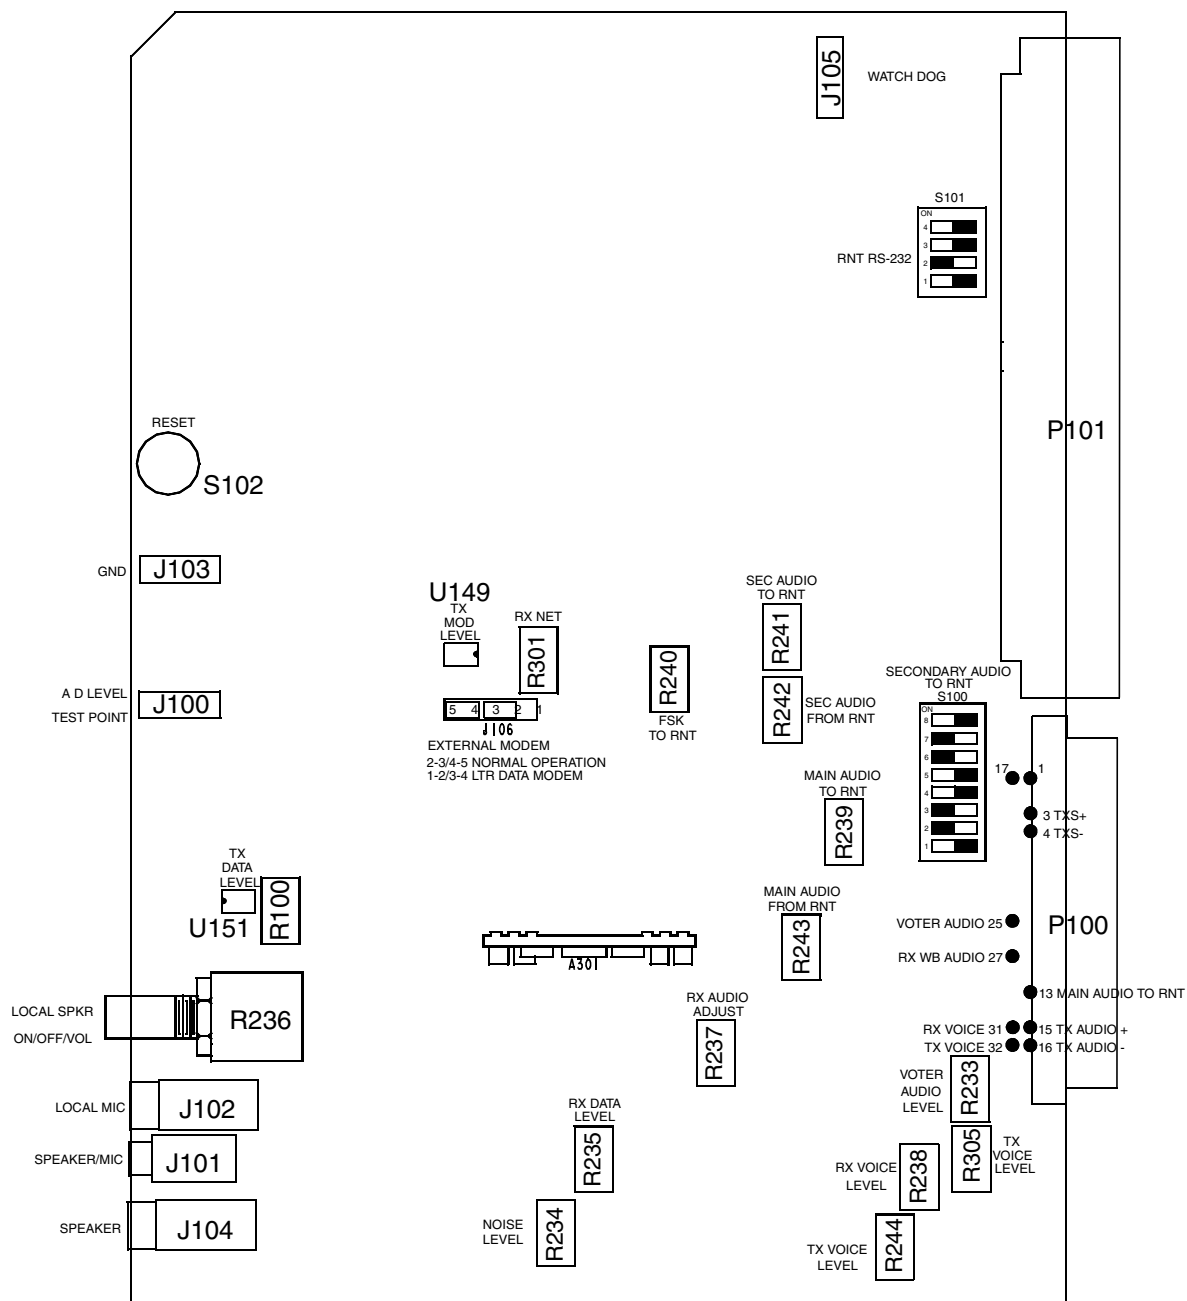 J105
WATCH DOG
S101
ON
4
3
2
1
RNT RS-232
P101
RESET
S102
GND
J103
U149
TX
MOD
LEVEL
RX NET
R301
SEC AUDIO
TO RNT
R241
R240
FSK
TO RNT
R242
SEC AUDIO
FROM RNT
A D LEVEL
TEST POINT
J100
5 4 3 2 1
J106
EXTERNAL MODEM
2-3/4-5 NORMAL OPERATION
1-2/3-4 LTR DATA MODEM
SECONDARY AUDIO
TO RNT
S100
ON
8
7
6
5
4
3
2
1
17
1
3 TXS+
4 TXS-
MAIN AUDIO
TO RNT
R239
TX
DATA
LEVEL
R100
U151
MAIN AUDIO
FROM RNT
R243
VOTER AUDIO 25
P100
RX WB AUDIO 27
A301
13 MAIN AUDIO TO RNT
LOCAL SPKR
ON/OFF/VOL
R236
RX AUDIO
ADJUST
R237
RX VOICE 31
15 TX AUDIO +
TX VOICE 32
16 TX AUDIO -
VOTER
AUDIO
LEVEL
R233
LOCAL MIC
J102
RX DATA
LEVEL
R235
R305
TX
VOICE
LEVEL
SPEAKER/MIC
J101
RX VOICE
LEVEL
R238
SPEAKER
J104
NOISE
LEVEL
R234
TX VOICE
LEVEL
R244